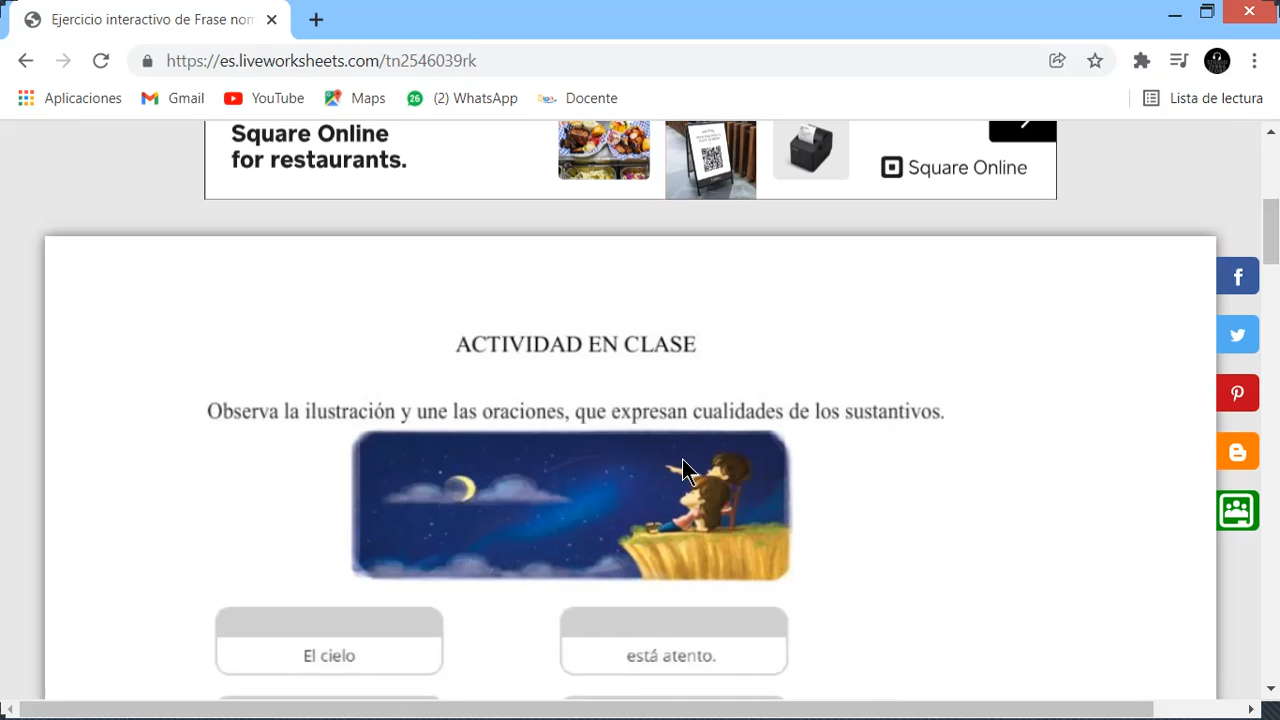 Ejercicio interactivo de Frase nom
https://es.liveworksheets.com/tn2546039rk
Aplicaciones
Gmail
YouTube
Maps
26
(2) WhatsApp
Docente
Lista de lectura
Square Online
for restaurants.
Square Online
ACTIVIDAD EN CLASE
Observa la ilustración y une las oraciones, que expresan cualidades de los sustantivos.
El cielo
está atento.